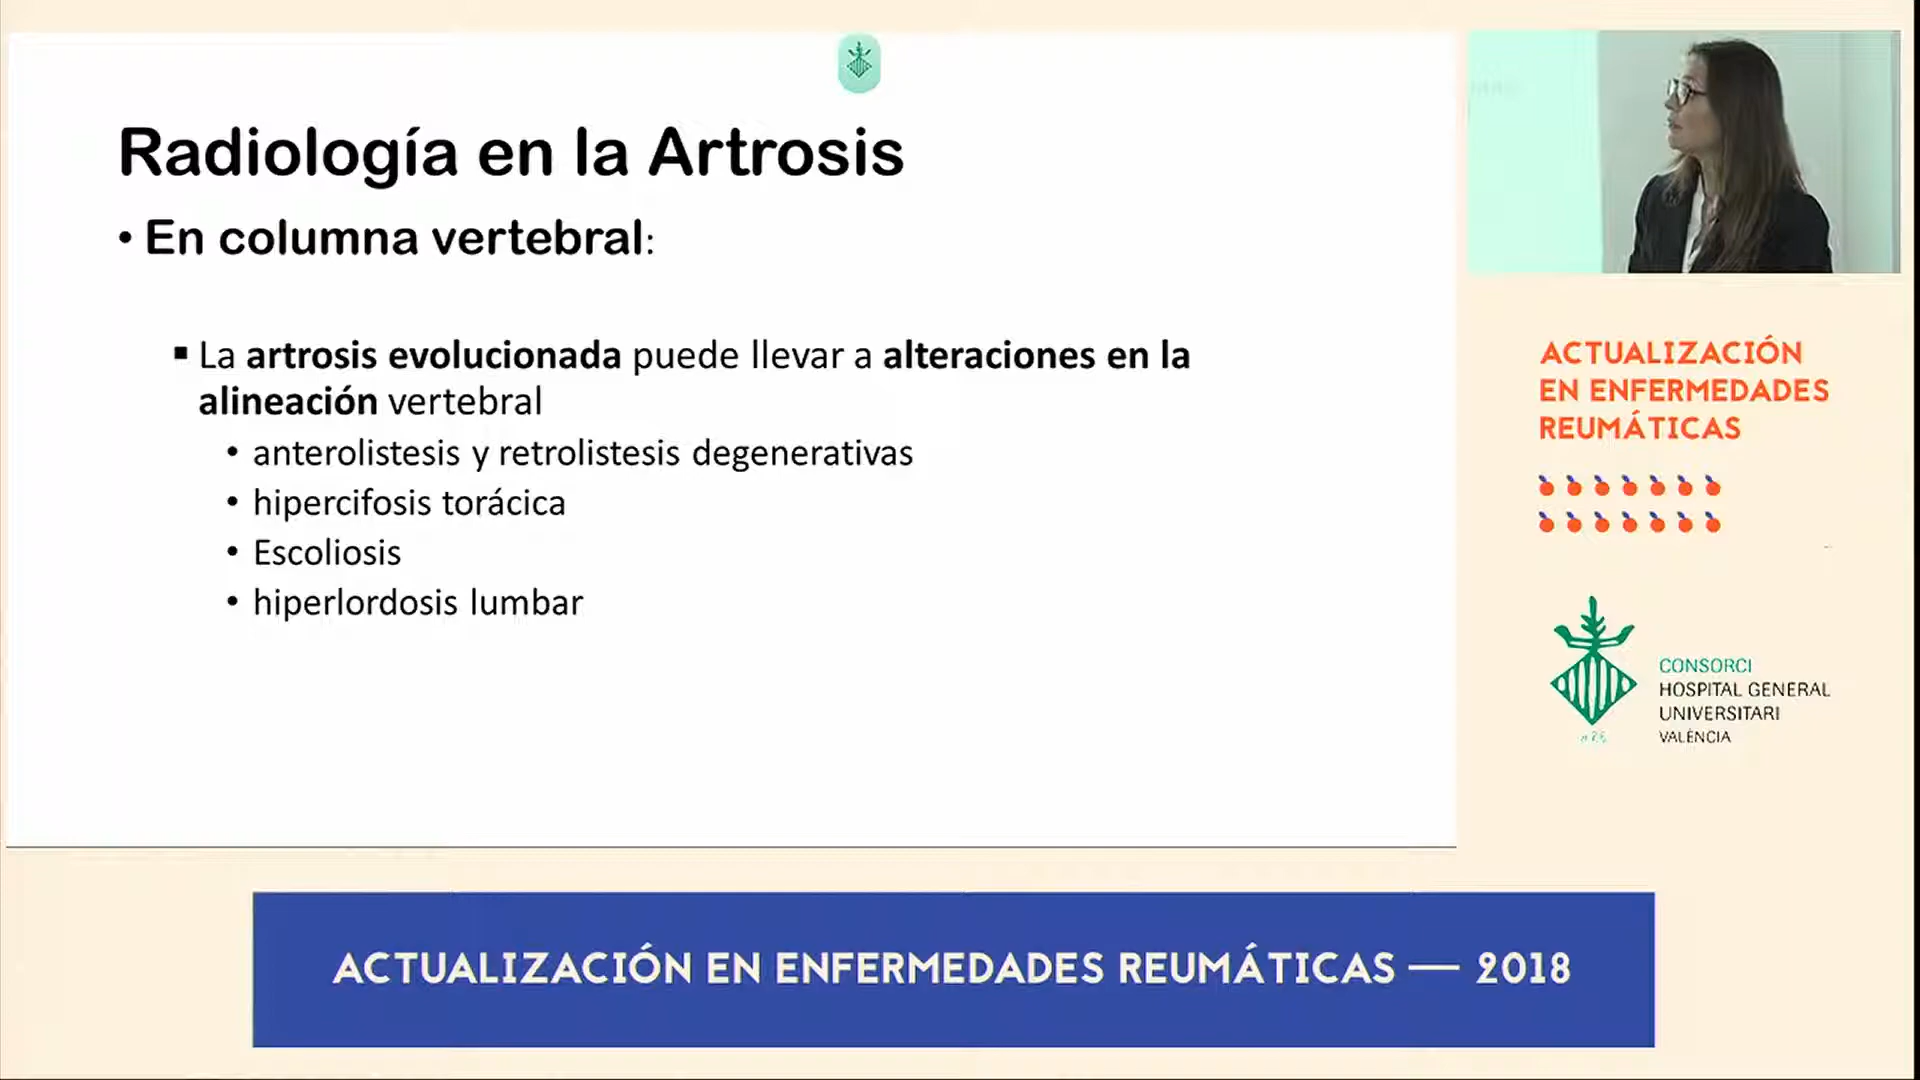 Radiología en la Artrosis
• En columna vertebral:
▪ La artrosis evolucionada puede llevar a alteraciones en la
alineación vertebral
• anterolistesis y retrolistesis degenerativas
• hipercifosis torácica
• Escoliosis
• hiperlordosis lumbar
ACTUALIZACIÓN
EN ENFERMEDADES
REUMÁTICAS
CONSORCI
HOSPITAL GENERAL
UNIVERSITARI
VALÈNCIA
ACTUALIZACIÓN EN ENFERMEDADES REUMÁTICAS — 2018